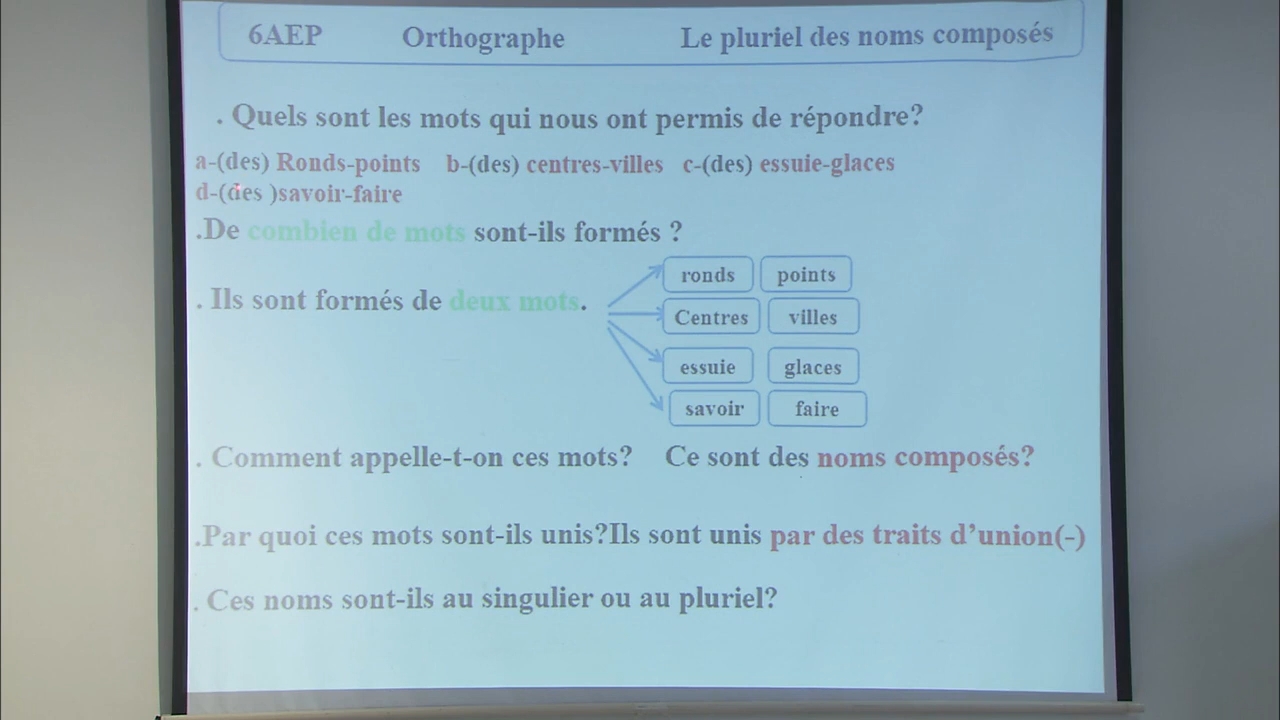 6AEP Orthographe Le pluriel des noms composés
. Quels sont les mots qui nous ont permis de répondre?
a-(des) Ronds-points b-(des) centres-villes c-(des) essuie-glaces
d-(des )savoir-faire
.De combien de mots sont-ils formés ?
ronds points
. Ils sont formés de deux mots.
Centres villes
essuie glaces
savoir faire
. Comment appelle-t-on ces mots? Ce sont des noms composés?
.Par quoi ces mots sont-ils unis?Ils sont unis par des traits d’union(-)
. Ces noms sont-ils au singulier ou au pluriel?